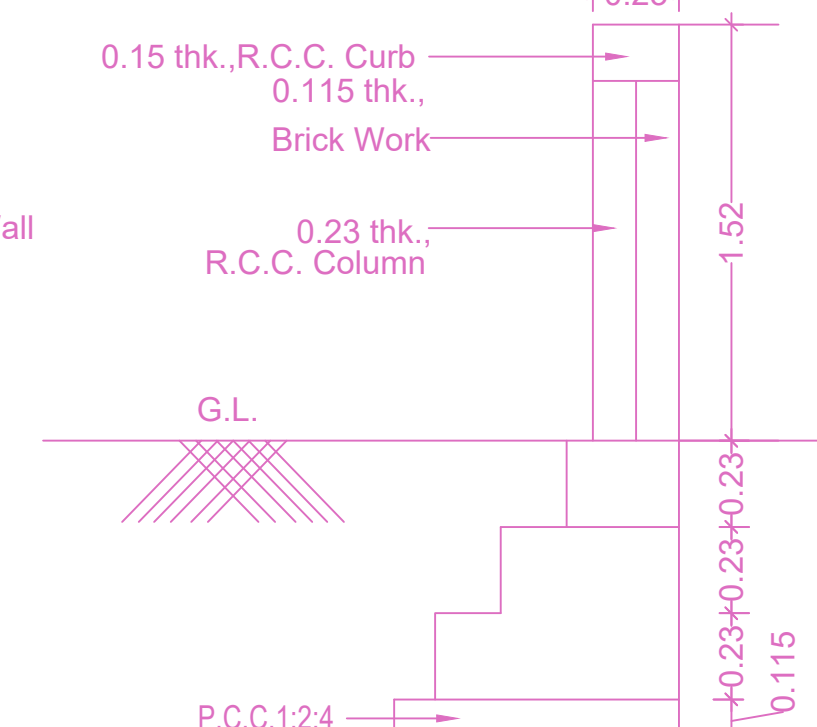 0.15 thk.,R.C.C. Curb
0.115 thk.,
Brick Work
all
0.23 thk.,
R.C.C. Column
1.52
G.L.
0.23
0.23
0.23
0.115
P.C.C.1:2:4